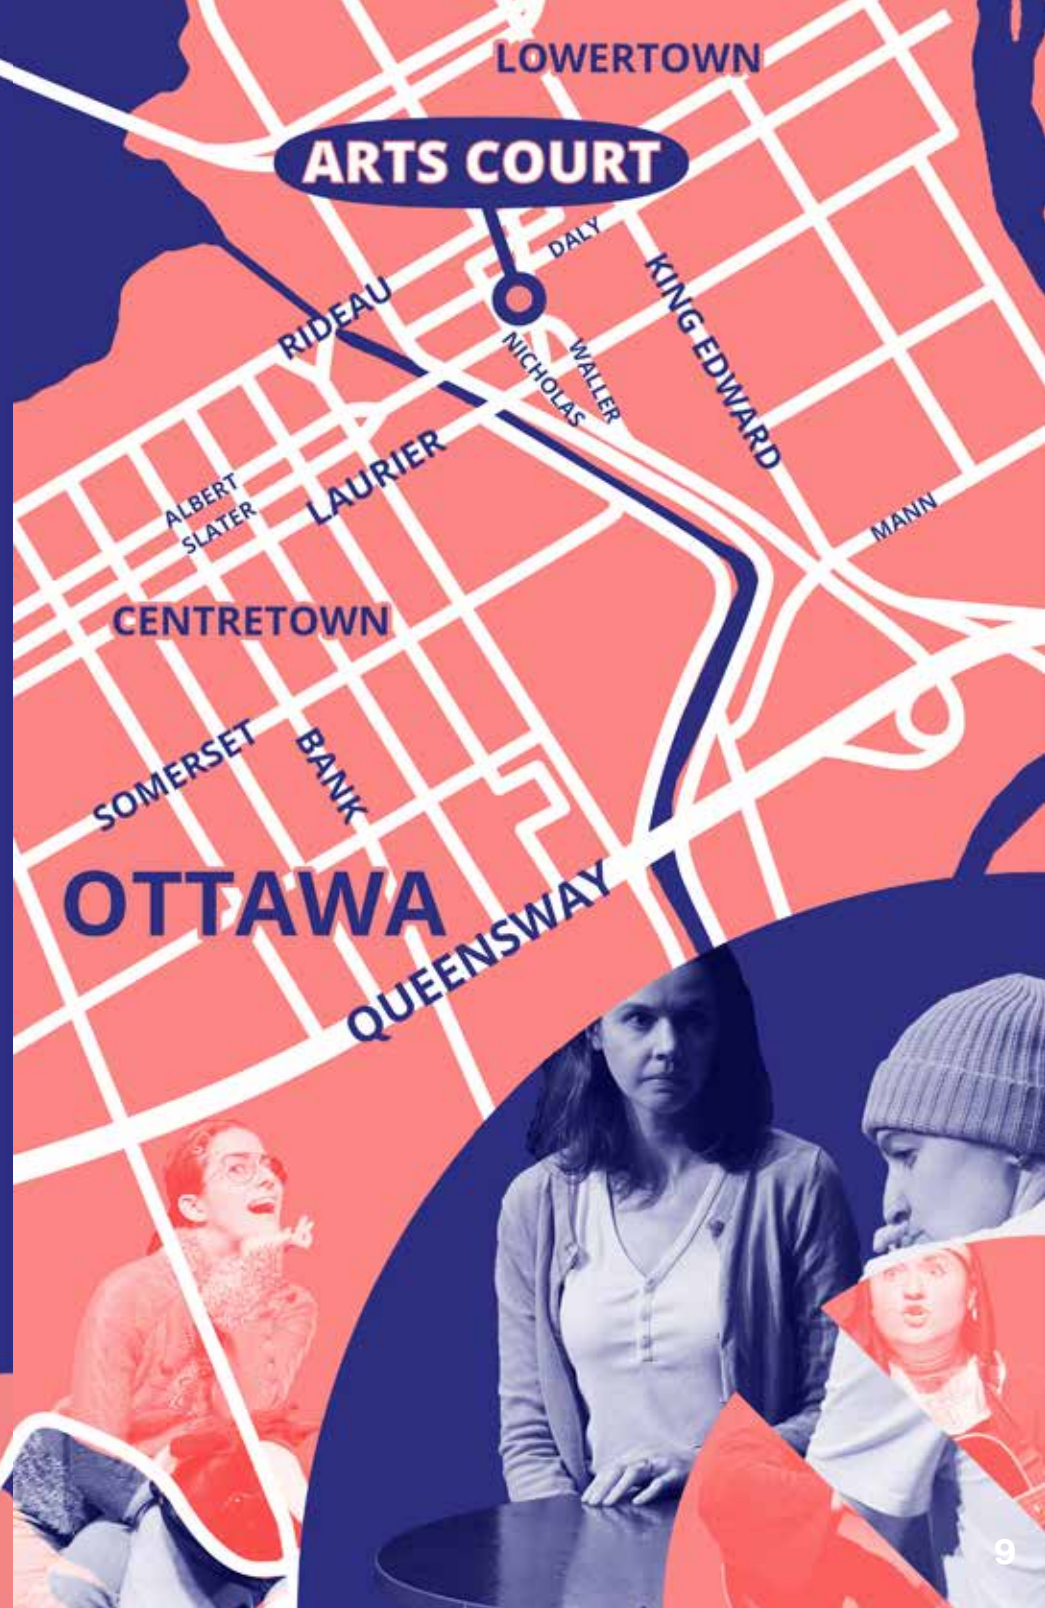 LOWERTOWN
ARTS COURT
DALY
RIDEAU
KING EDWARD
NICHOLAS
WALLER
LAURIER
ALBERT
SLATER
MANN
CENTRETOWN
SOMERSET
BANK
OTTAWA
QUEENSWAY
9